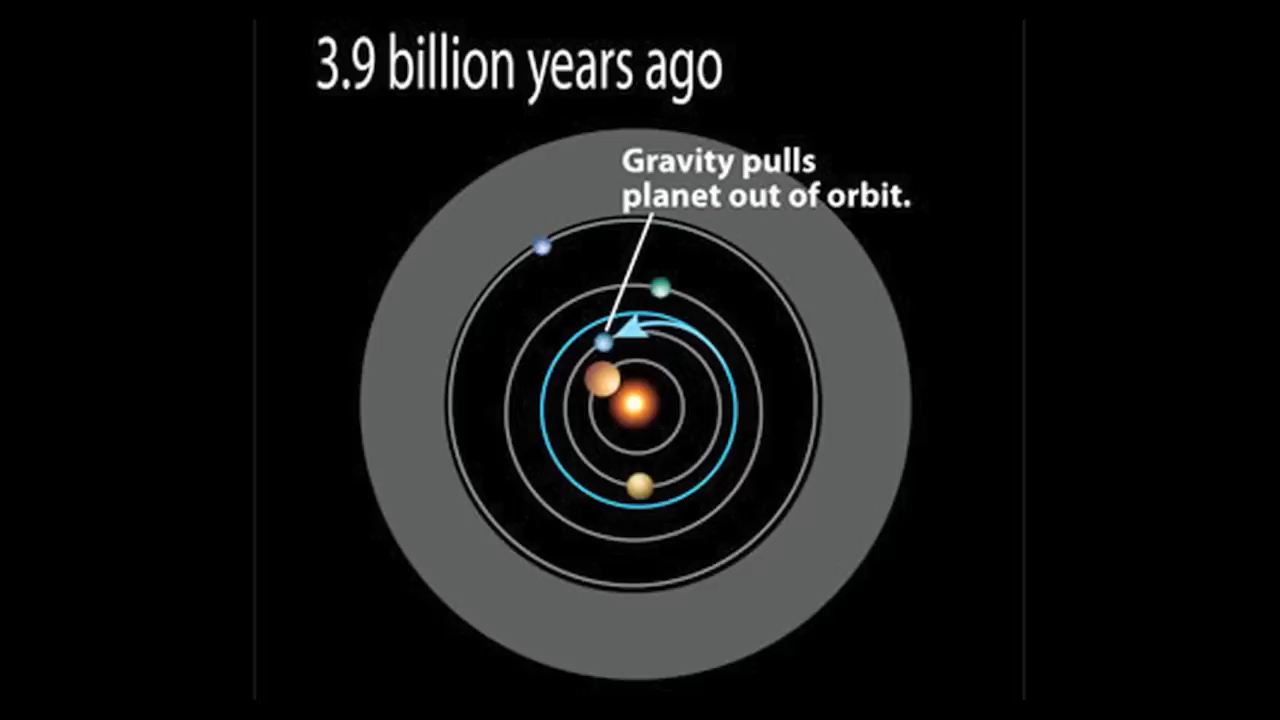 3.9 billion years ago
Gravity pulls
planet out of orbit.